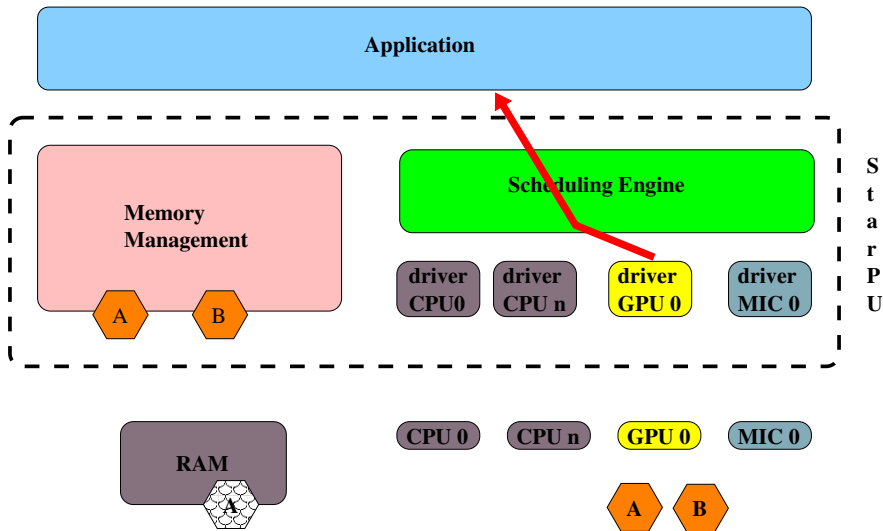 Application
Scheduling Engine
Memory
Management
driver
CPU0
driver
CPU n
driver
GPU 0
driver
MIC 0
A
B
S
t
a
r
P
U
CPU 0
CPU n
GPU 0
MIC 0
RAM
A
A
B